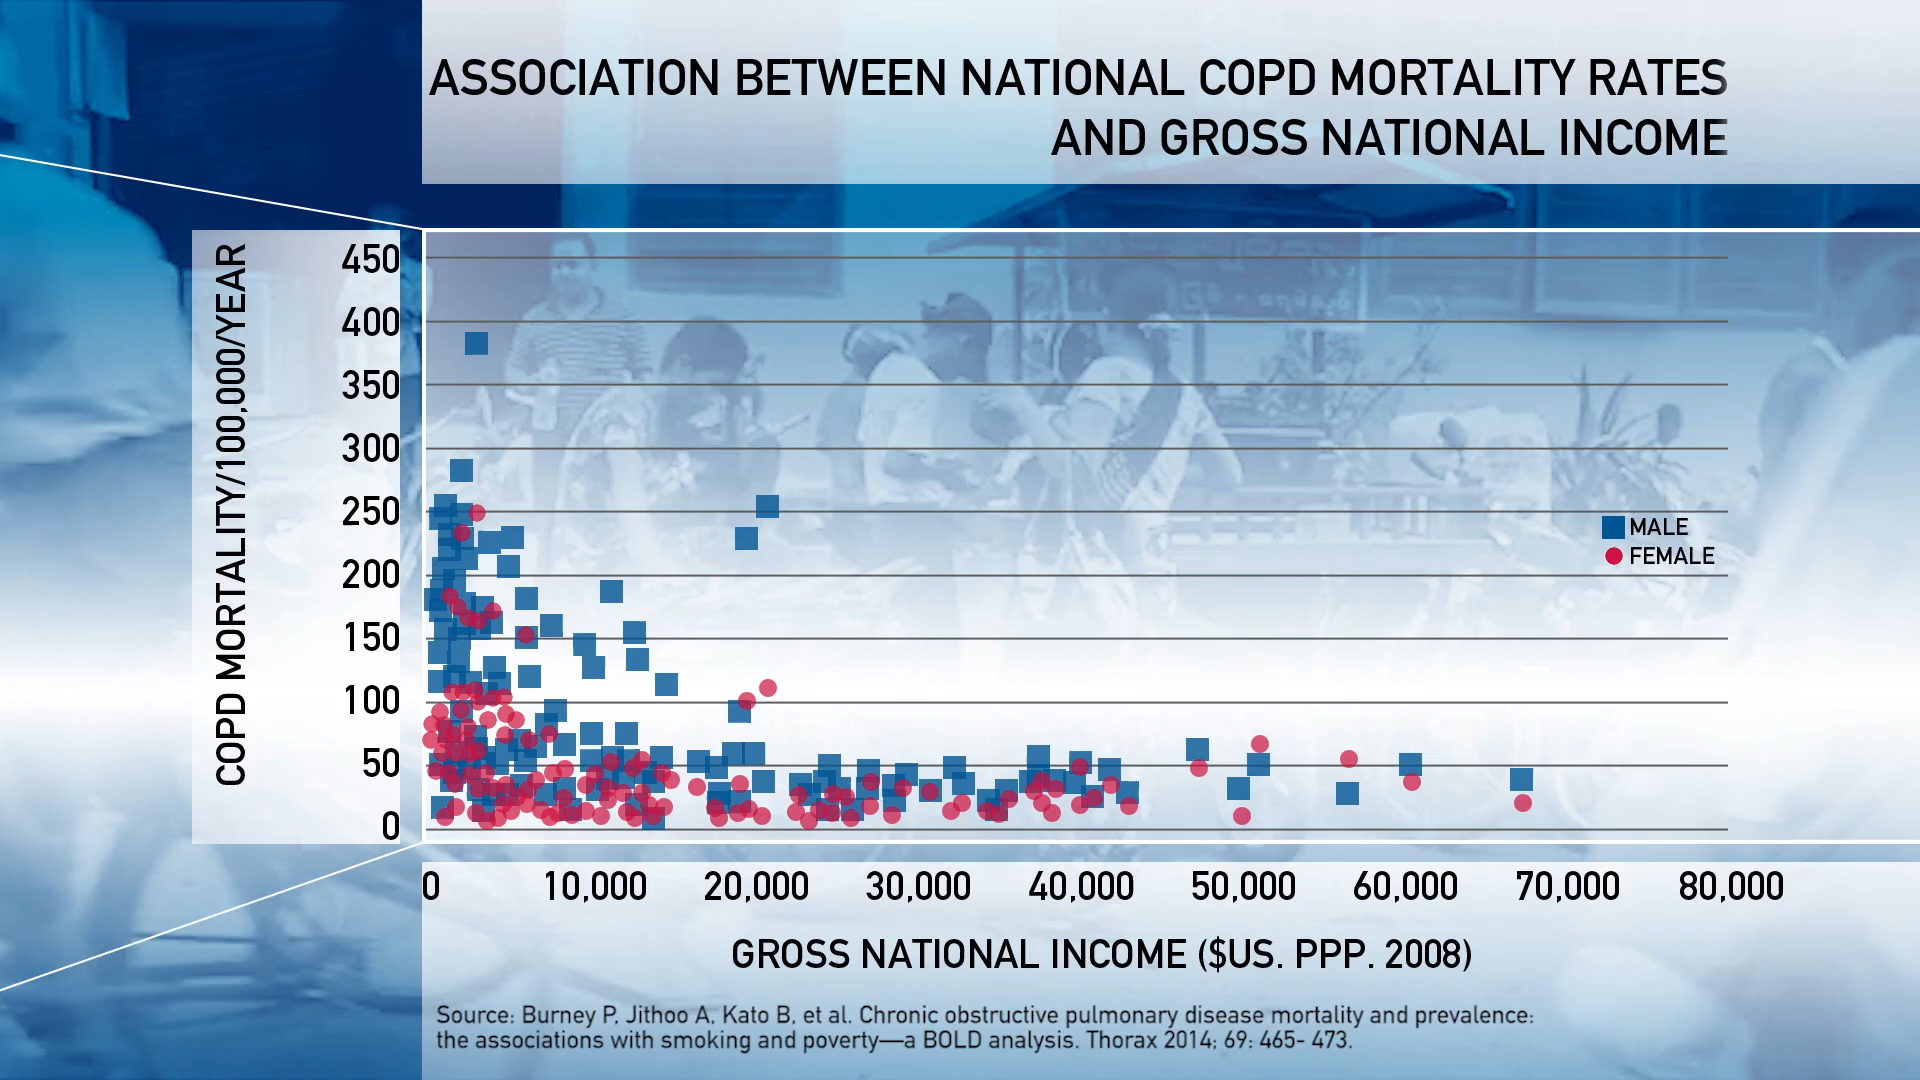 ASSOCIATION BETWEEN NATIONAL COPD MORTALITY RATES
AND GROSS NATIONAL INCOME
COPD MORTALITY/100,000/YEAR
450
400
350
300
250
200
150
100
50
0
MALE
FEMALE
0 10,000 20,000 30,000 40,000 50,000 60,000 70,000 80,000
GROSS NATIONAL INCOME ($US. PPP. 2008)
Source: Burney P, Jithoo A, Kato B, et al. Chronic obstructive pulmonary disease mortality and prevalence:
the associations with smoking and poverty—a BOLD analysis. Thorax 2014; 69: 465- 473.